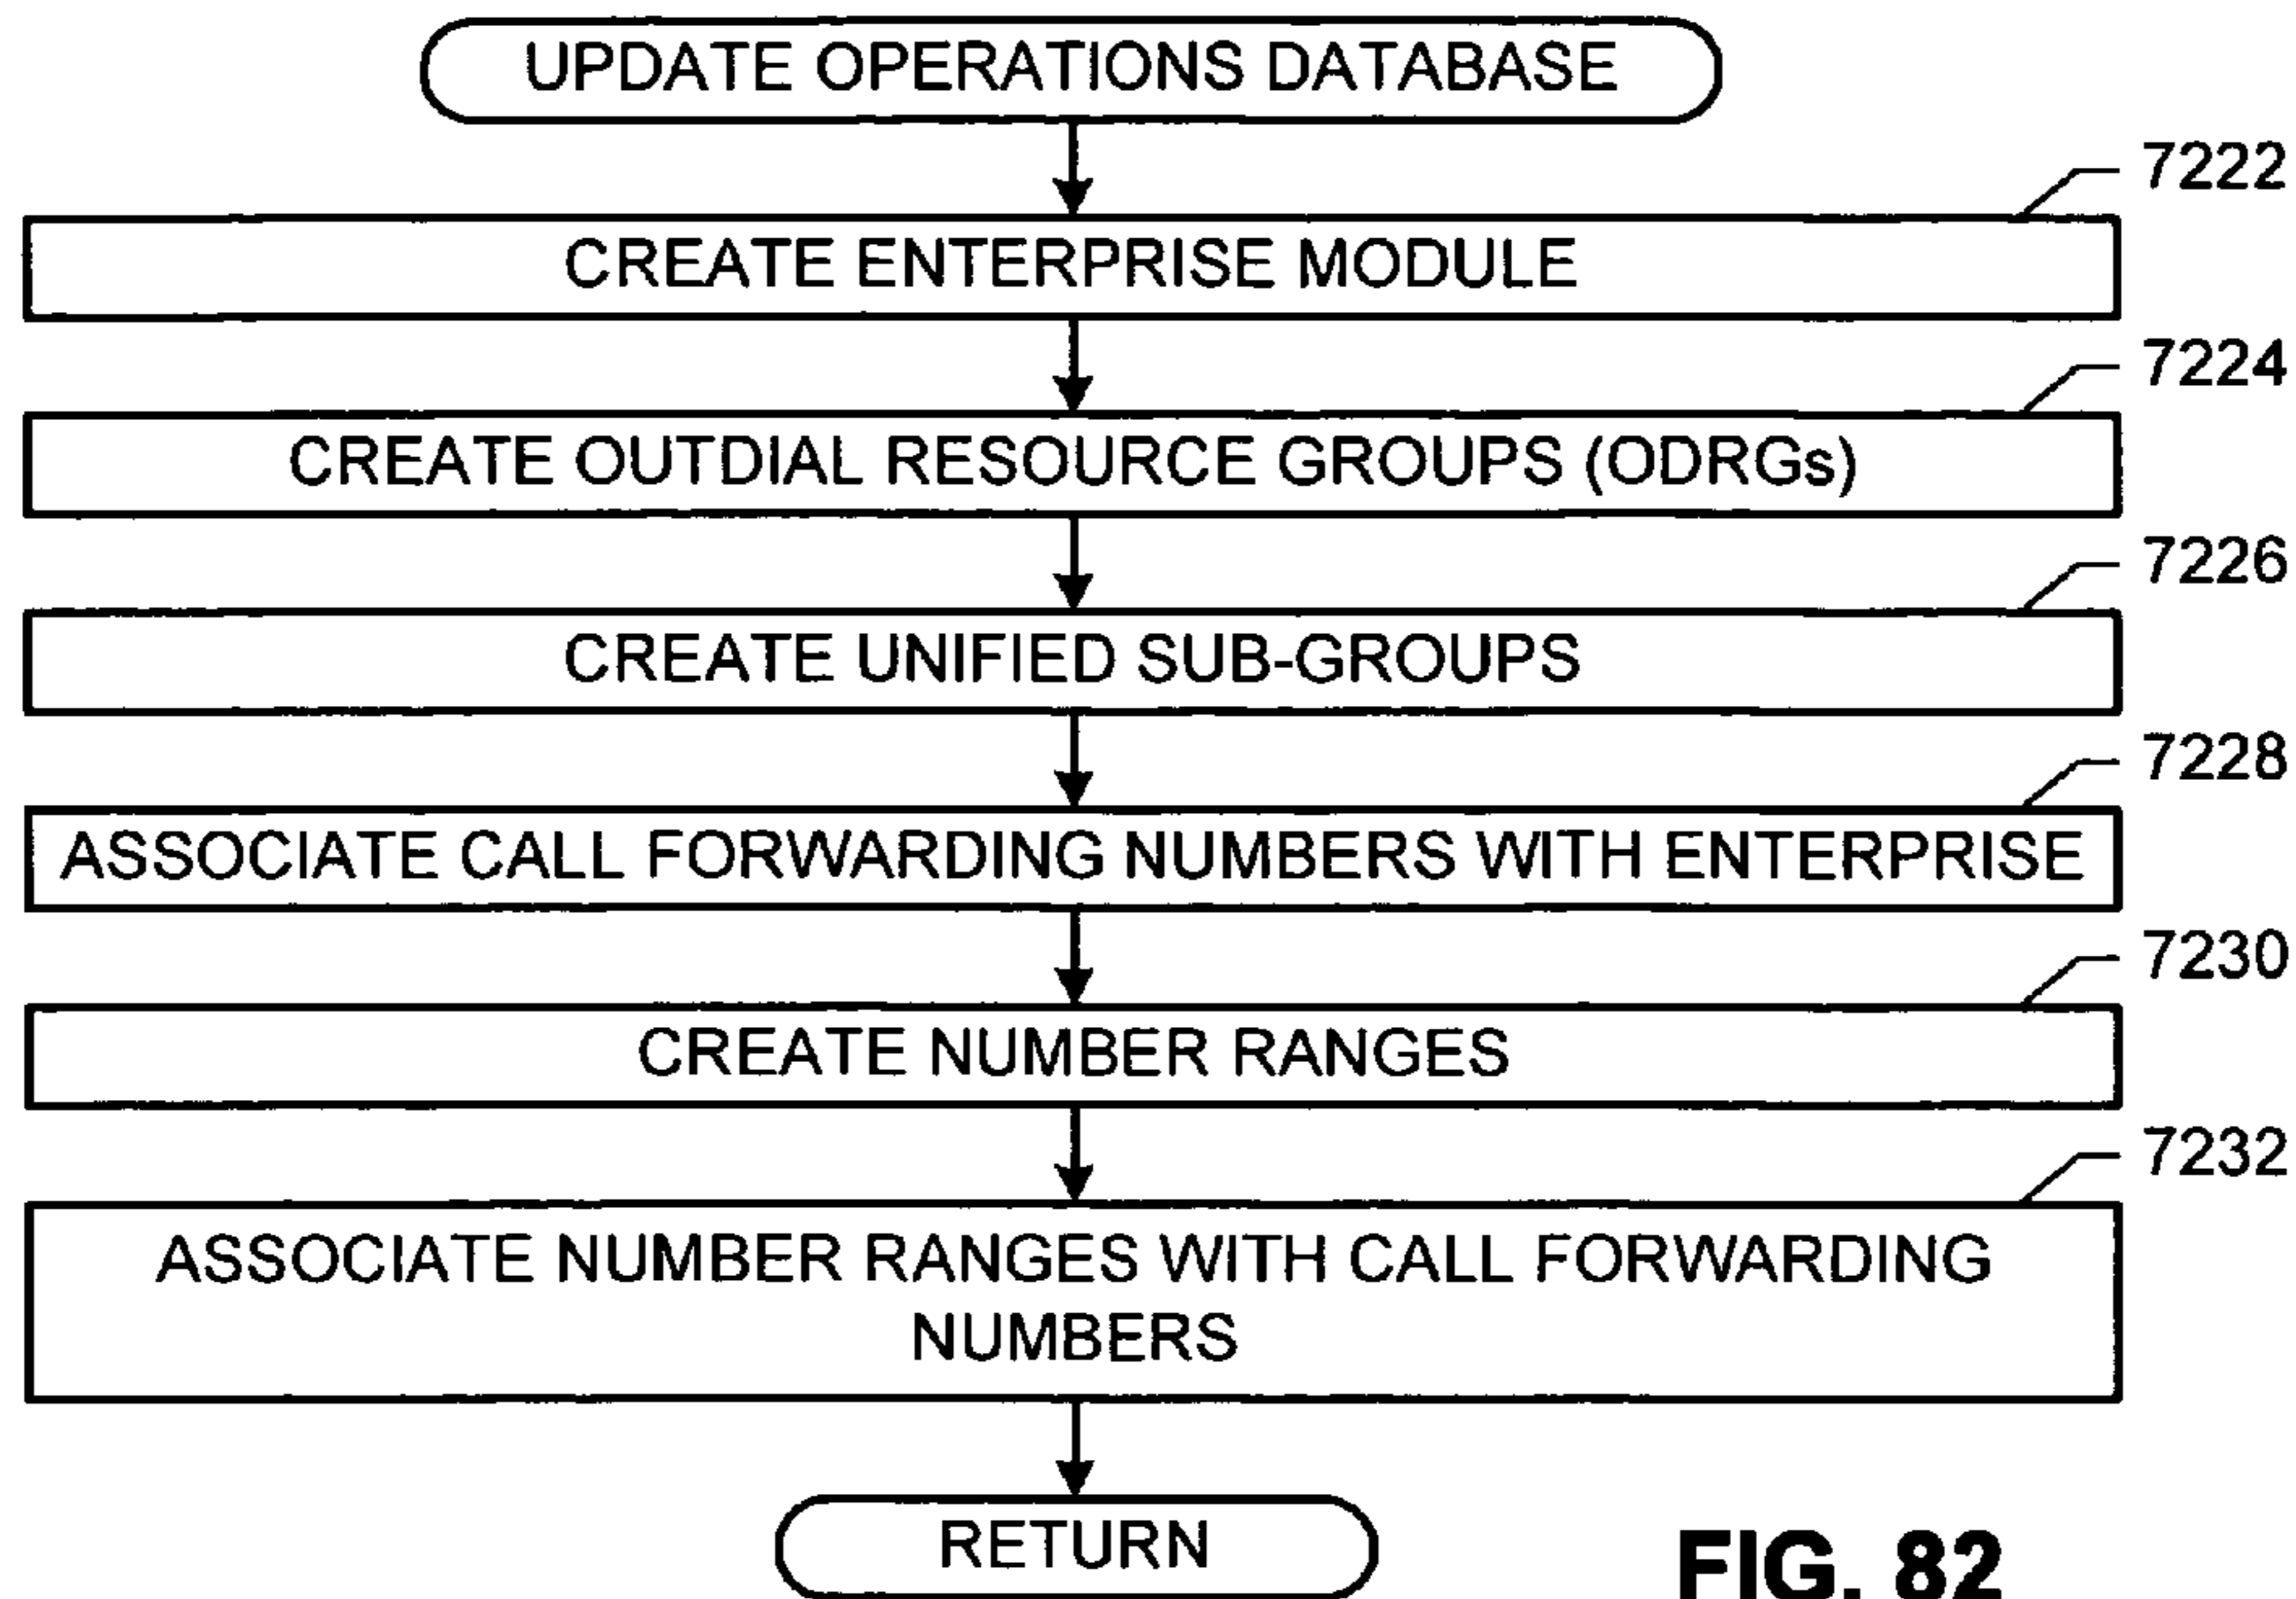 UPDATE OPERATIONS DATABASE
7222
CREATE ENTERPRISE MODULE
7224
CREATE OUTDIAL RESOURCE GROUPS (ODRGs)
7226
CREATE UNIFIED SUB-GROUPS
7228
ASSOCIATE CALL FORWARDING NUMBERS WITH ENTERPRISE
7230
CREATE NUMBER RANGES
7232
ASSOCIATE NUMBER RANGES WITH CALL FORWARDING
NUMBERS
RETURN
FIG. 82